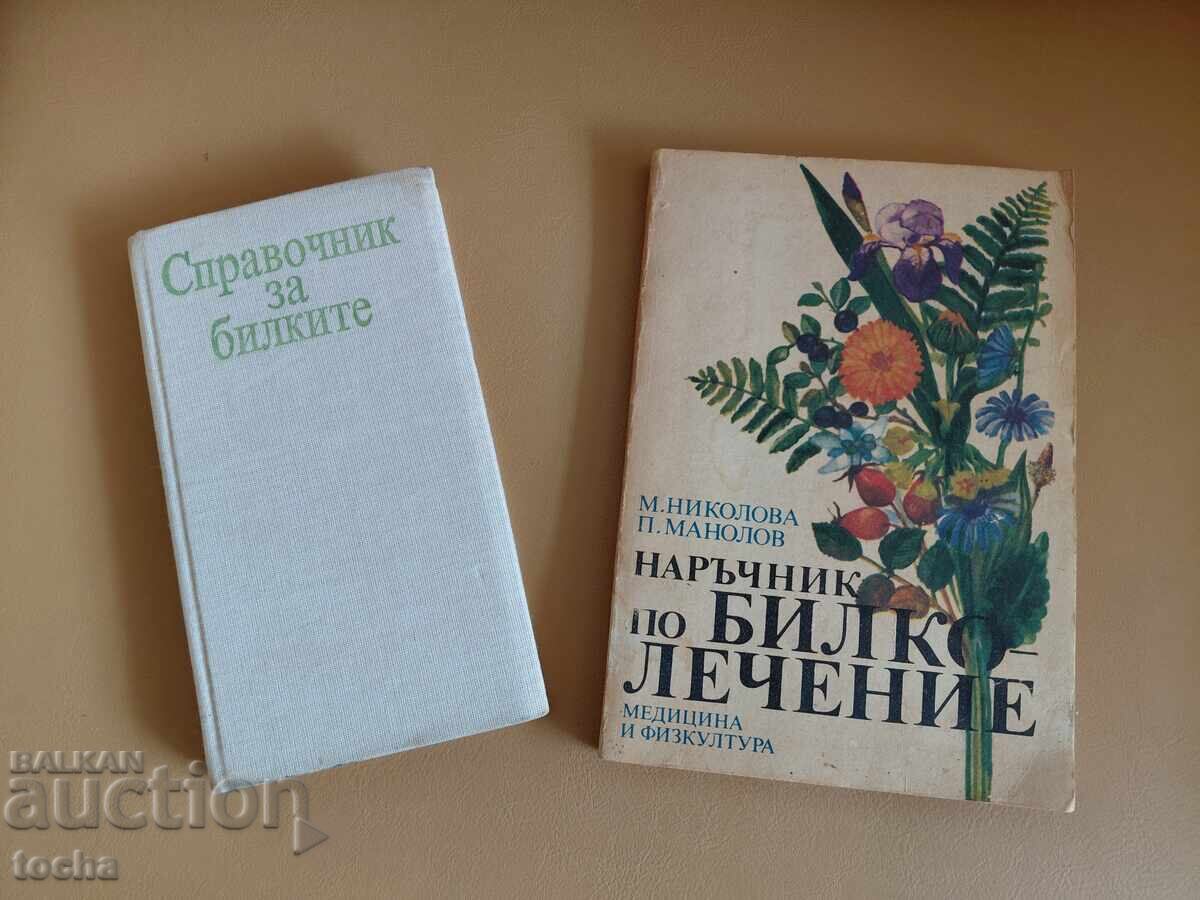 Справочник
за
билките
М. НИКОЛОВА
П. МАНОЛОВ
НАРЪЧНИК
ПО БИЛКО-
ЛЕЧЕНИЕ
МЕДИЦИНА
И ФИЗКУЛТУРА
BALKAN
auction
tocha